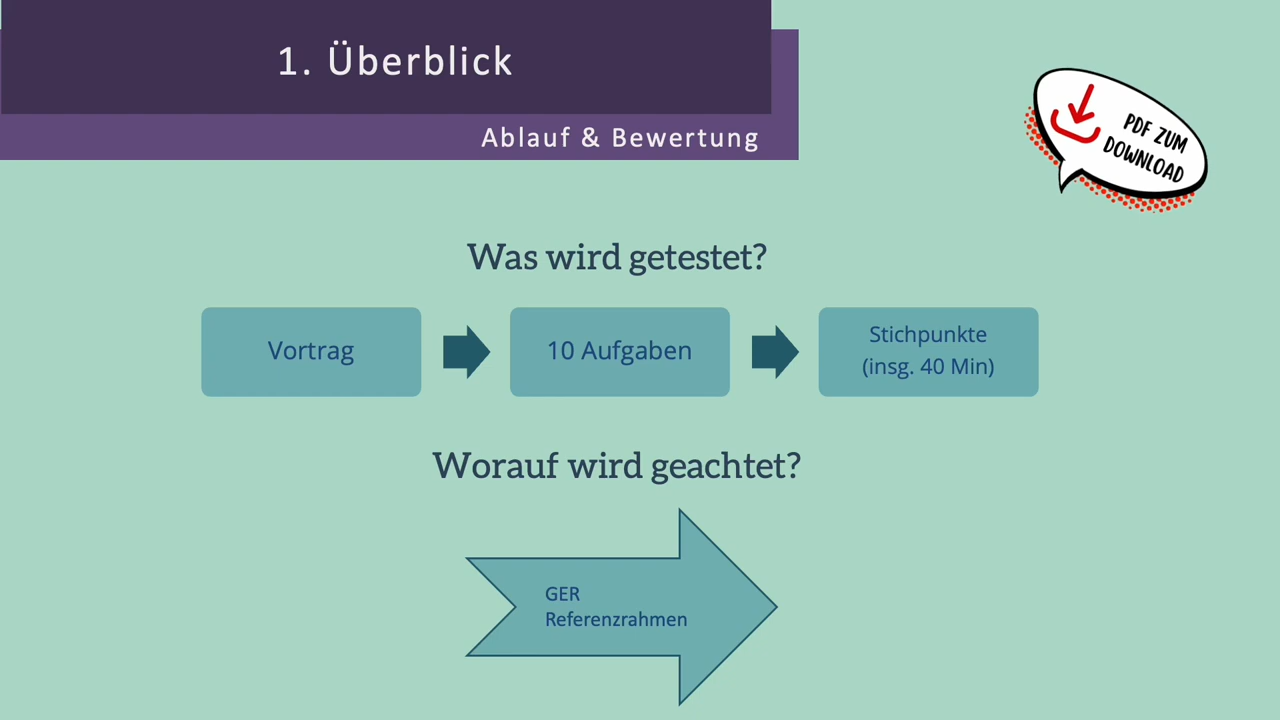 1. Überblick
Ablauf & Bewertung
PDF ZUM
DOWNLOAD
Was wird getestet?
Vortrag
10 Aufgaben
Stichpunkte
(insg. 40 Min)
Worauf wird geachtet?
GER
Referenzrahmen